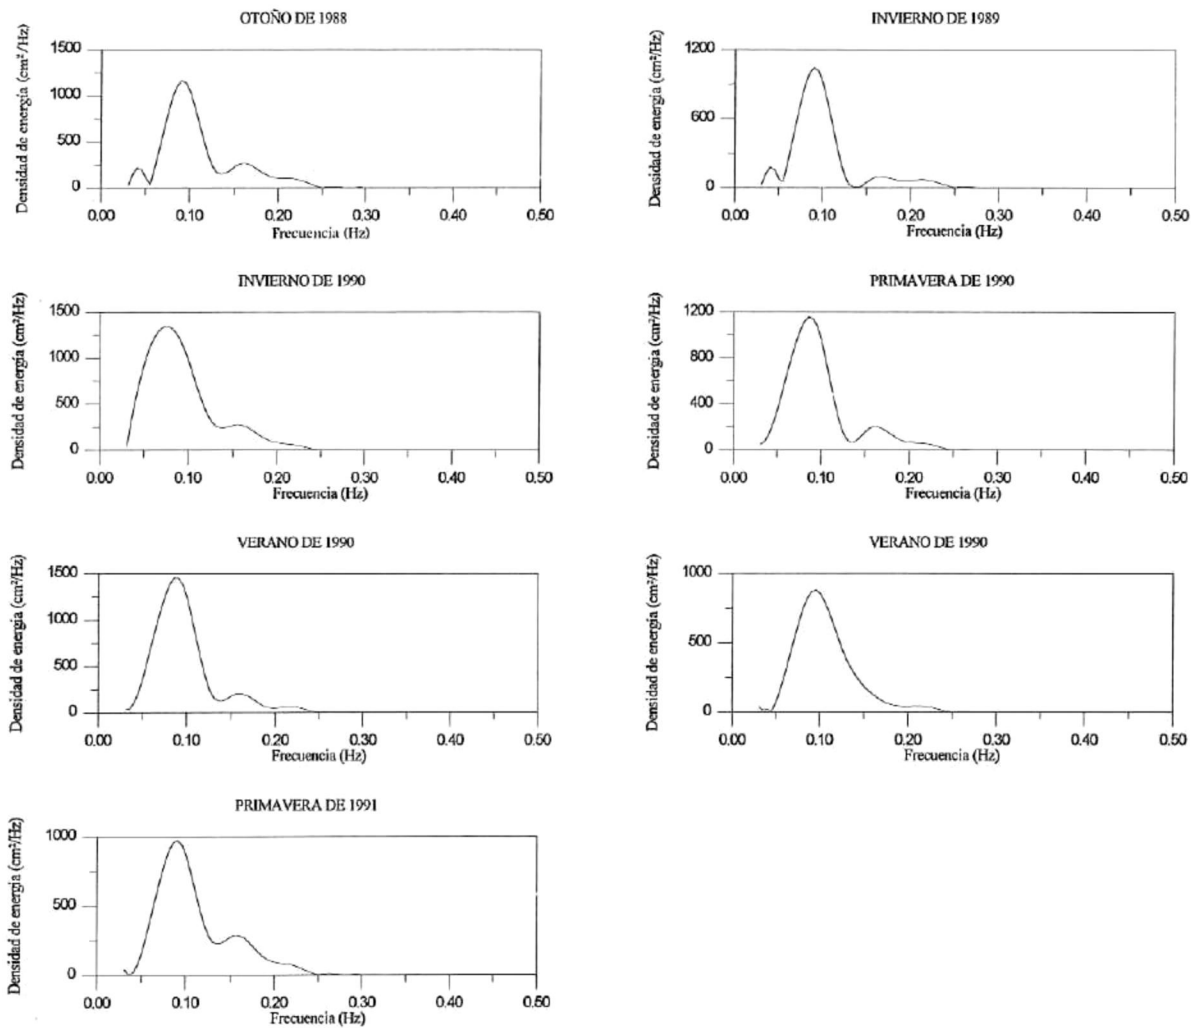 OTOÑO DE 1988
Densidad de energía (cm²/Hz)
1500
1000
500
0
0.00 0.10 0.20 0.30 0.40 0.50
Frecuencia (Hz)
INVIERNO DE 1989
Densidad de energía (cm²/Hz)
1200
600
0
0.00 0.10 0.20 0.30 0.40 0.50
Frecuencia (Hz)
INVIERNO DE 1990
Densidad de energía (cm²/Hz)
1500
1000
500
0
0.00 0.10 0.20 0.30 0.40 0.50
Frecuencia (Hz)
PRIMAVERA DE 1990
Densidad de energía (cm²/Hz)
1200
800
400
0
0.00 0.10 0.20 0.30 0.40 0.50
Frecuencia (Hz)
VERANO DE 1990
Densidad de energía (cm²/Hz)
1500
1000
500
0
0.00 0.10 0.20 0.30 0.40 0.50
Frecuencia (Hz)
VERANO DE 1990
Densidad de energía (cm²/Hz)
1000
500
0
0.00 0.10 0.20 0.30 0.40 0.50
Frecuencia (Hz)
PRIMAVERA DE 1991
Densidad de energía (cm²/Hz)
1000
500
0
0.00 0.10 0.20 0.30 0.40 0.50
Frecuencia (Hz)